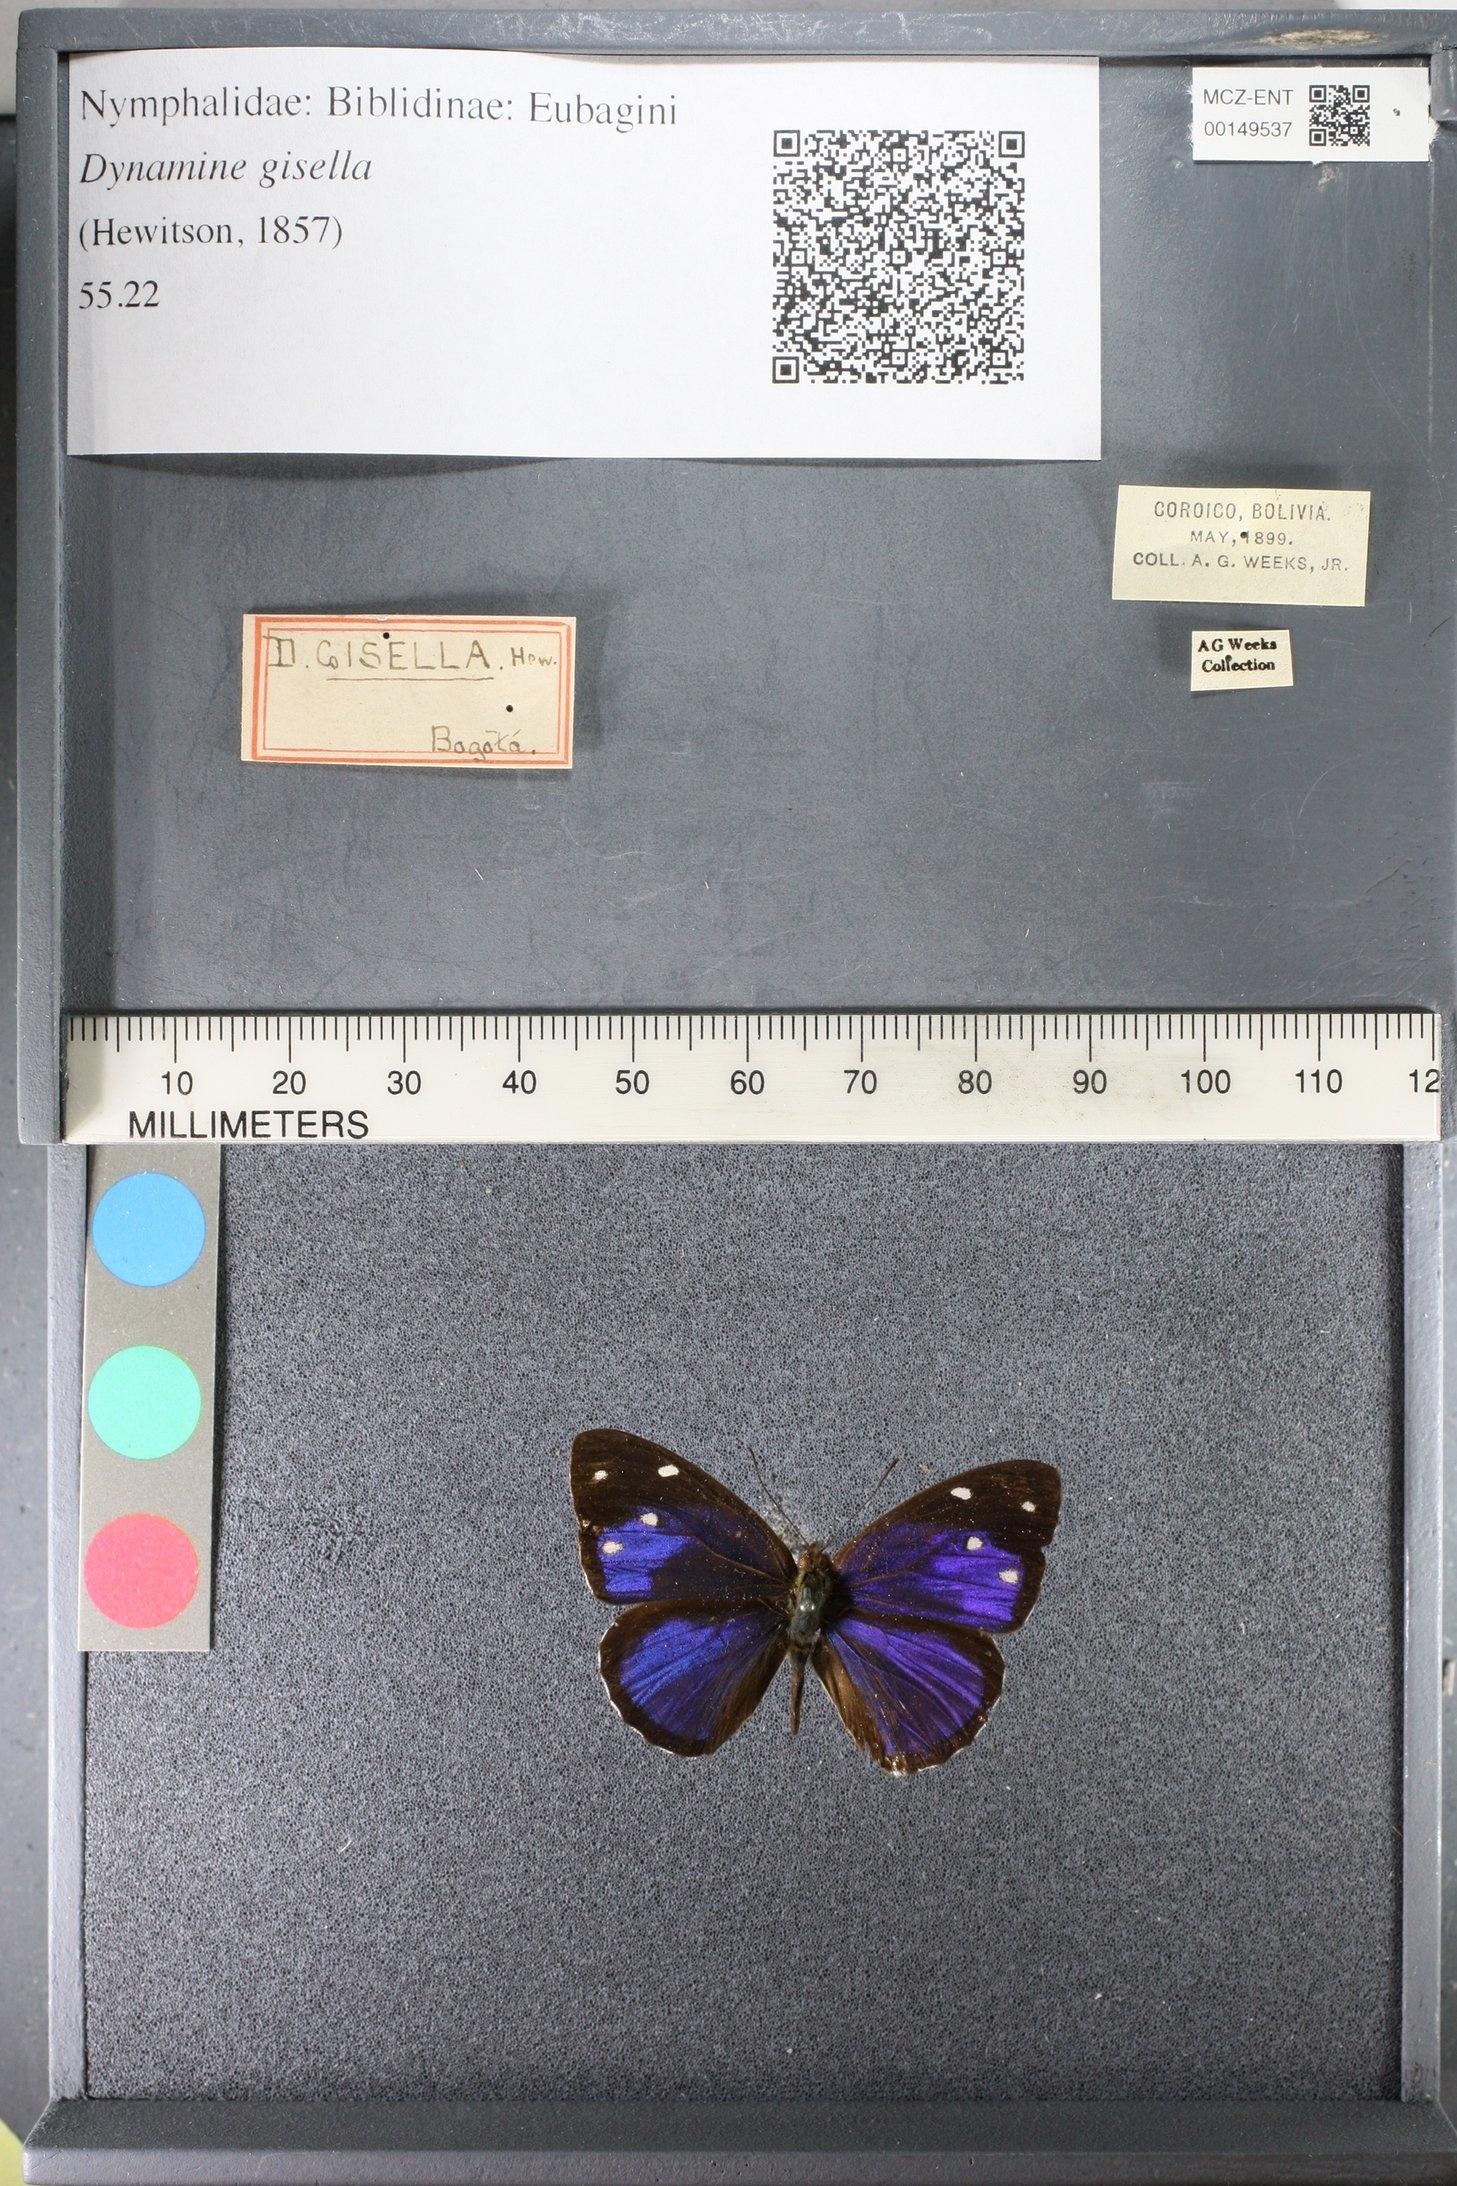 Nymphalidae: Biblidinae: Eubagini
Dynamine gisella
(Hewitson, 1857)
55.22
MCZ-ENT
00149537
COROICO, BOLIVIA.
MAY, 1899.
COLL. A. G. WEEKS, JR.
AG Weeks
Collection
D. GISELLA. Hew.
Bogotá.
10 20 30 40 50 60 70 80 90 100 110 12
MILLIMETERS